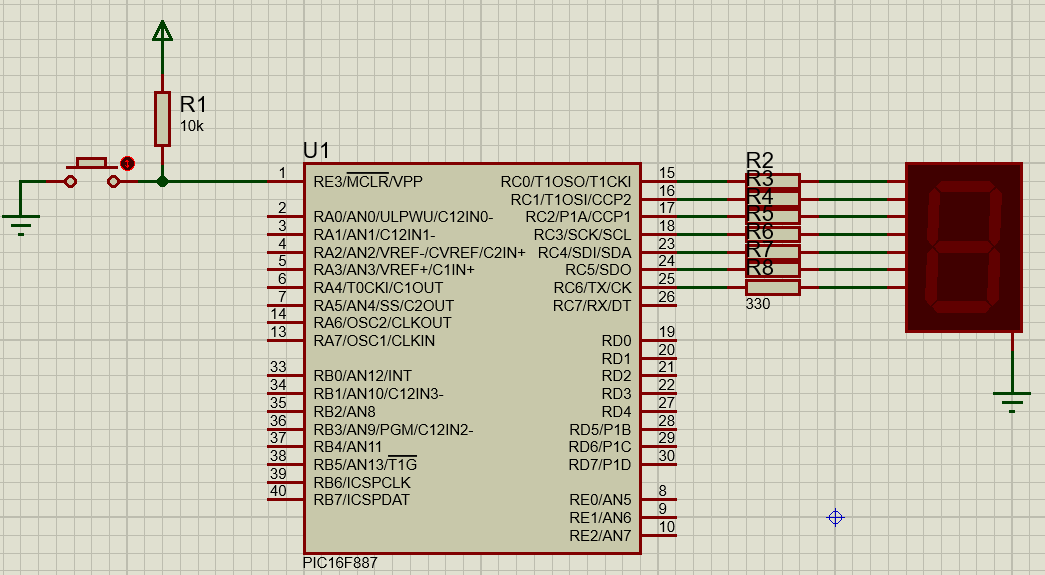 R1
10k
U1
1
RE3/MCLR/VPP
2
RA0/AN0/ULPWU/C12IN0-
3
RA1/AN1/C12IN1-
4
RA2/AN2/VREF-/CVREF/C2IN+
5
RA3/AN3/VREF+/C1IN+
6
RA4/T0CKI/C1OUT
7
RA5/AN4/SS/C2OUT
14
RA6/OSC2/CLKOUT
13
RA7/OSC1/CLKIN
33
RB0/AN12/INT
34
RB1/AN10/C12IN3-
35
RB2/AN8
36
RB3/AN9/PGM/C12IN2-
37
RB4/AN11
38
RB5/AN13/T1G
39
RB6/ICSPCLK
40
RB7/ICSPDAT
RC0/T1OSO/T1CKI
15
RC1/T1OSI/CCP2
16
RC2/P1A/CCP1
17
RC3/SCK/SCL
18
RC4/SDI/SDA
23
RC5/SDO
24
RC6/TX/CK
25
RC7/RX/DT
26
RD0
19
RD1
20
RD2
21
RD3
22
RD4
27
RD5/P1B
28
RD6/P1C
29
RD7/P1D
30
RE0/AN5
8
RE1/AN6
9
RE2/AN7
10
PIC16F887
R2
R3
R4
R5
R6
R7
R8
330